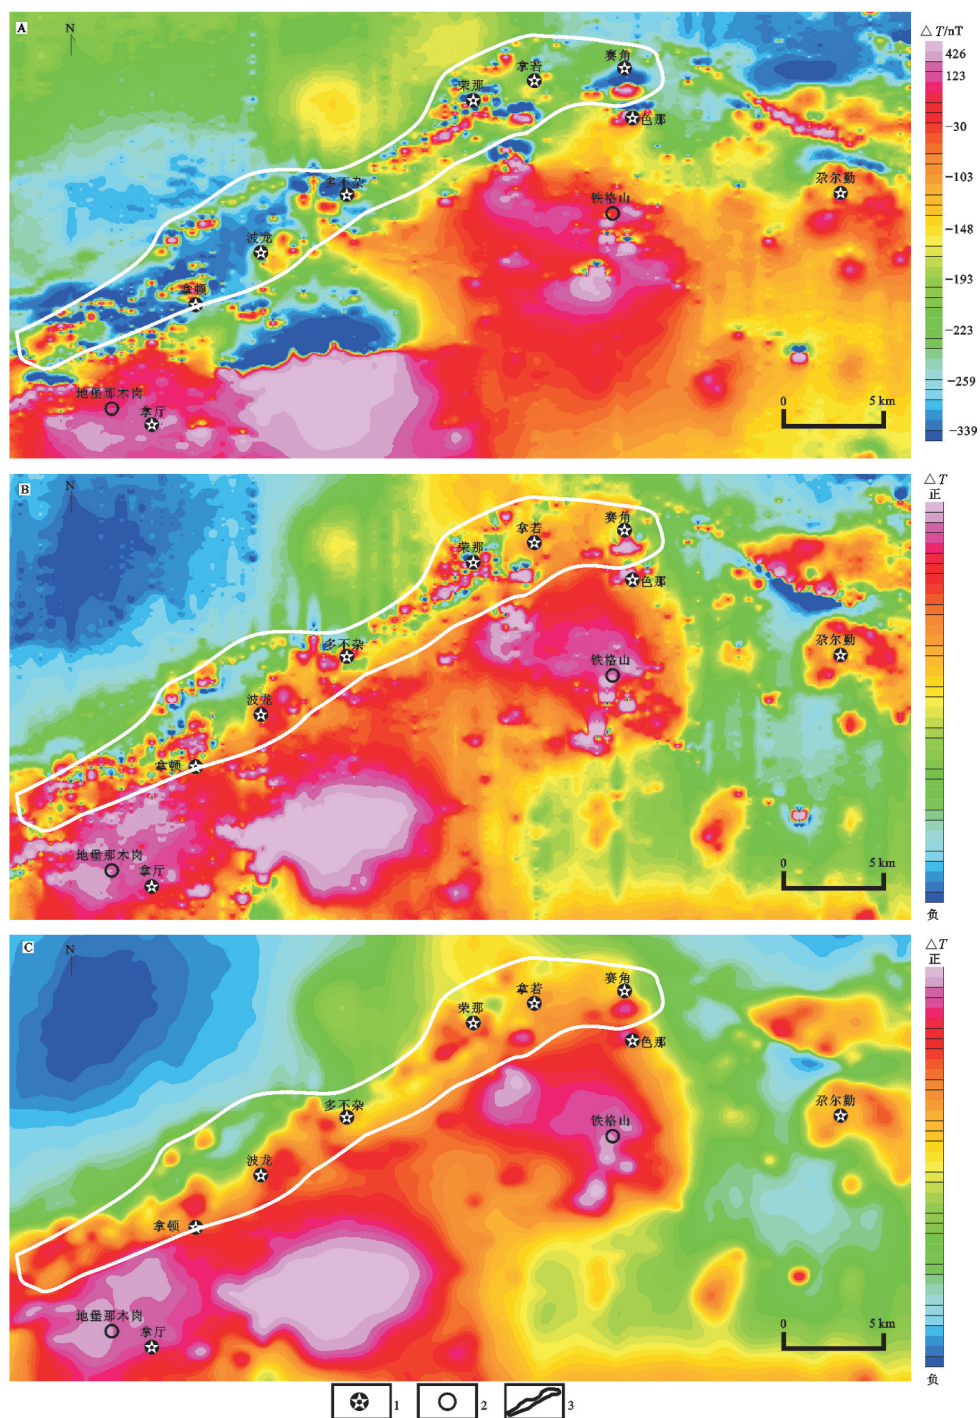 A
N
△T/nT
426
123
−30
−103
−148
−193
−223
−259
−339
赛角
拿若
荣那
色那
多不杂
尕尔勤
铁格山
波龙
拿顿
地堡那木岗
拿厅
0 5 km
B
N
△T
正
赛角
拿若
荣那
色那
多不杂
尕尔勤
铁格山
波龙
拿顿
地堡那木岗
拿厅
0 5 km
负
C
N
△T
正
赛角
拿若
荣那
色那
多不杂
尕尔勤
铁格山
波龙
拿顿
地堡那木岗
拿厅
0 5 km
负
1 2 3